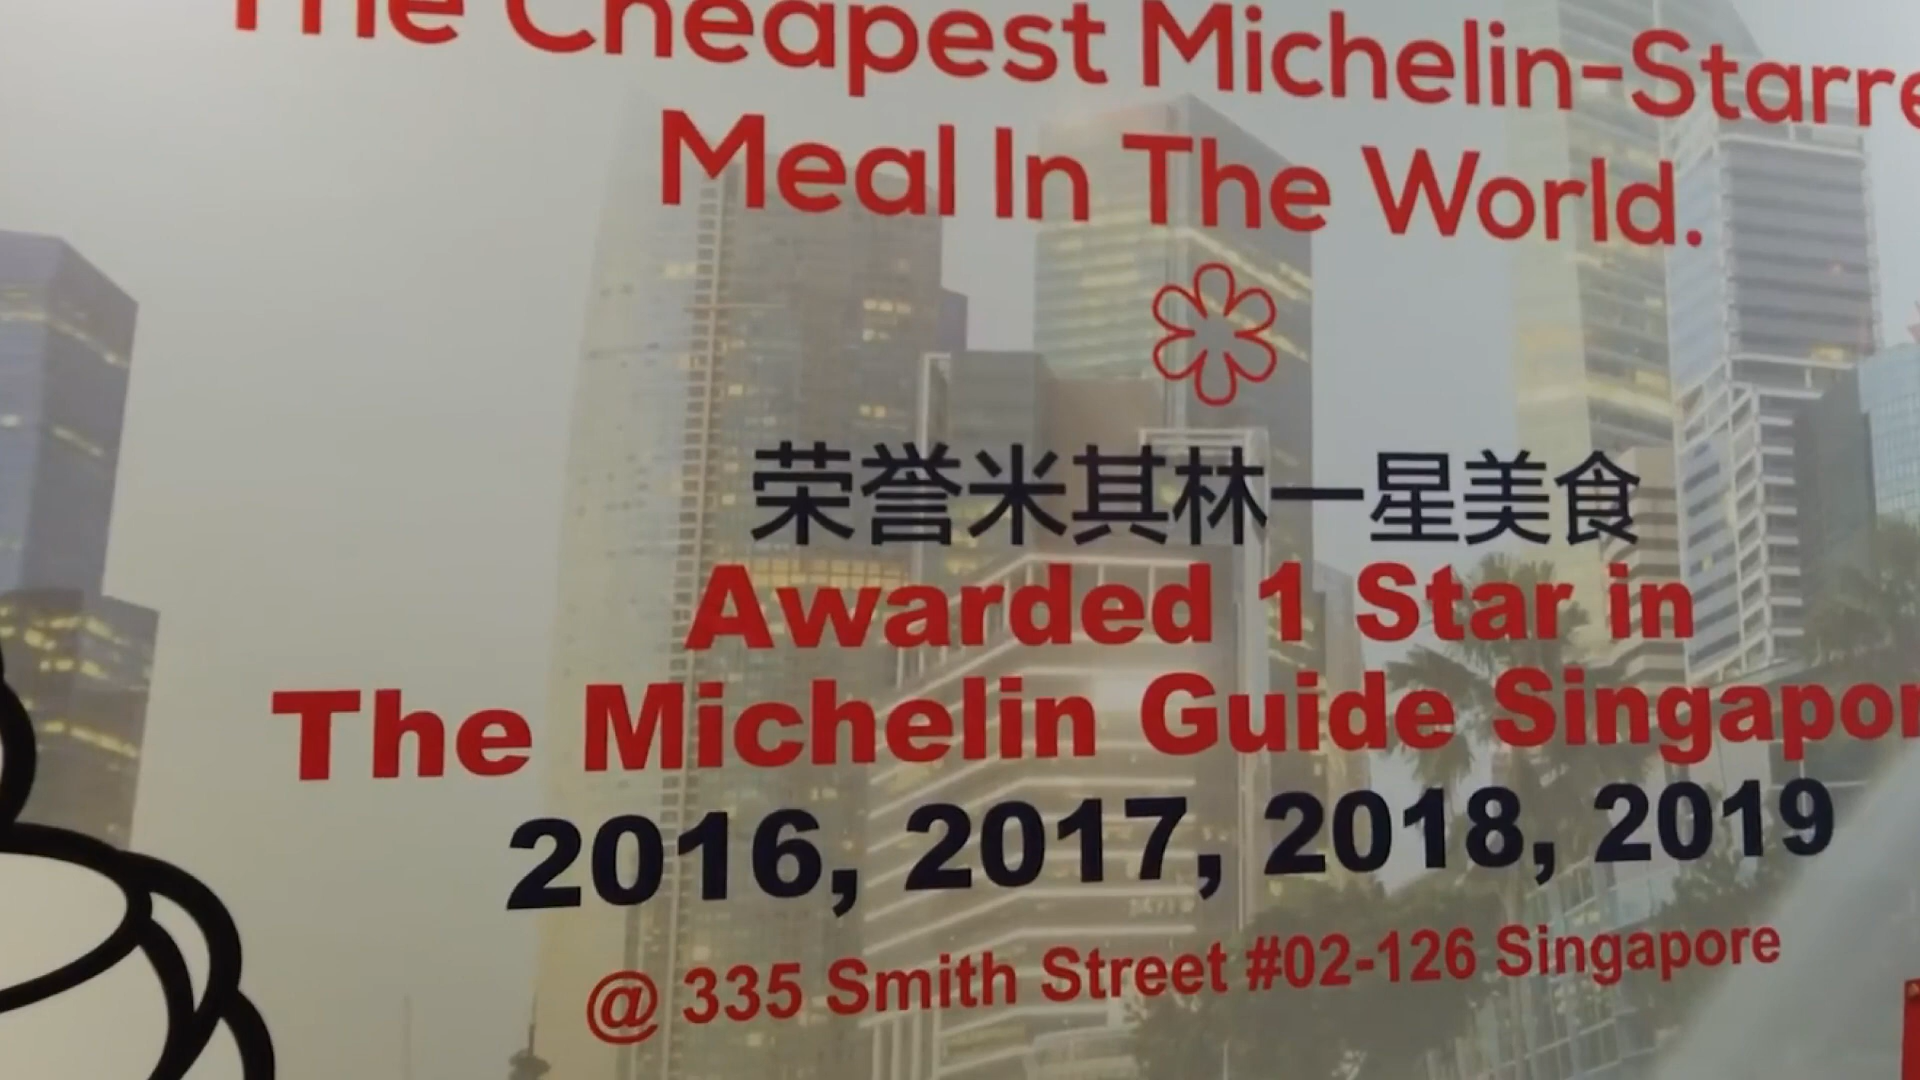 The Cheapest Michelin-Starre
Meal In The World.
荣誉米其林一星美食
Awarded 1 Star in
The Michelin Guide Singapor
2016, 2017, 2018, 2019
@ 335 Smith Street #02-126 Singapore